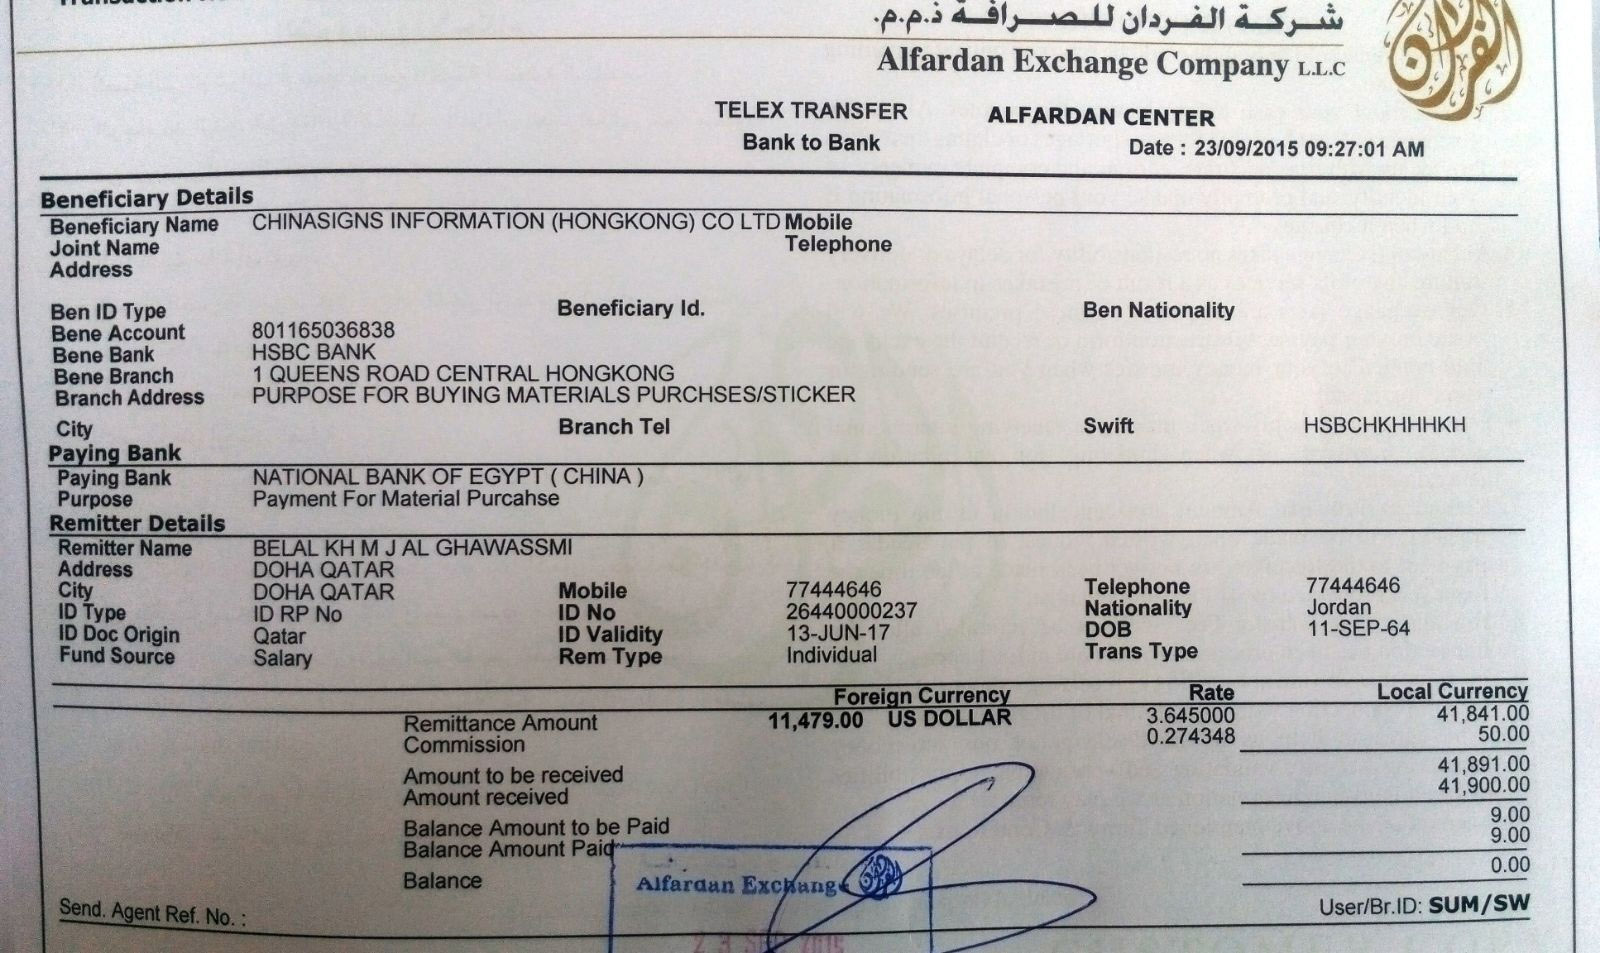 شركة الفردان للصرافة ذ.م.م.
Alfardan Exchange Company L.L.C
TELEX TRANSFER
Bank to Bank
ALFARDAN CENTER
Date : 23/09/2015 09:27:01 AM
Beneficiary Details
Beneficiary Name CHINASIGNS INFORMATION (HONGKONG) CO LTD Mobile
Joint Name Telephone
Address
Ben ID Type Beneficiary Id. Ben Nationality
Bene Account 801165036838
Bene Bank HSBC BANK
Bene Branch 1 QUEENS ROAD CENTRAL HONGKONG
Branch Address PURPOSE FOR BUYING MATERIALS PURCHSES/STICKER
City Branch Tel Swift HSBCHKHHHKH
Paying Bank
Paying Bank NATIONAL BANK OF EGYPT ( CHINA )
Purpose Payment For Material Purcahse
Remitter Details
Remitter Name BELAL KH M J AL GHAWASSMI
Address DOHA QATAR
City DOHA QATAR Mobile 77444646 Telephone 77444646
ID Type ID RP No ID No 26440000237 Nationality Jordan
ID Doc Origin Qatar ID Validity 13-JUN-17 DOB 11-SEP-64
Fund Source Salary Rem Type Individual Trans Type
Foreign Currency Rate Local Currency
Remittance Amount 11,479.00 US DOLLAR 3.645000 41,841.00
Commission 0.274348 50.00
Amount to be received 41,891.00
Amount received 41,900.00
Balance Amount to be Paid 9.00
Balance Amount Paid 9.00
Balance 0.00
Alfardan Exchange
Send. Agent Ref. No. : User/Br.ID: SUM/SW